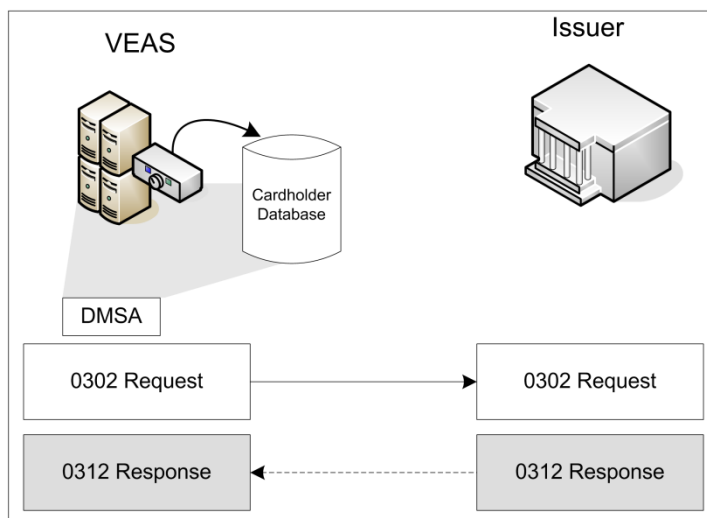 VEAS
Issuer
Cardholder
Database
DMSA
0302 Request
0302 Request
0312 Response
0312 Response